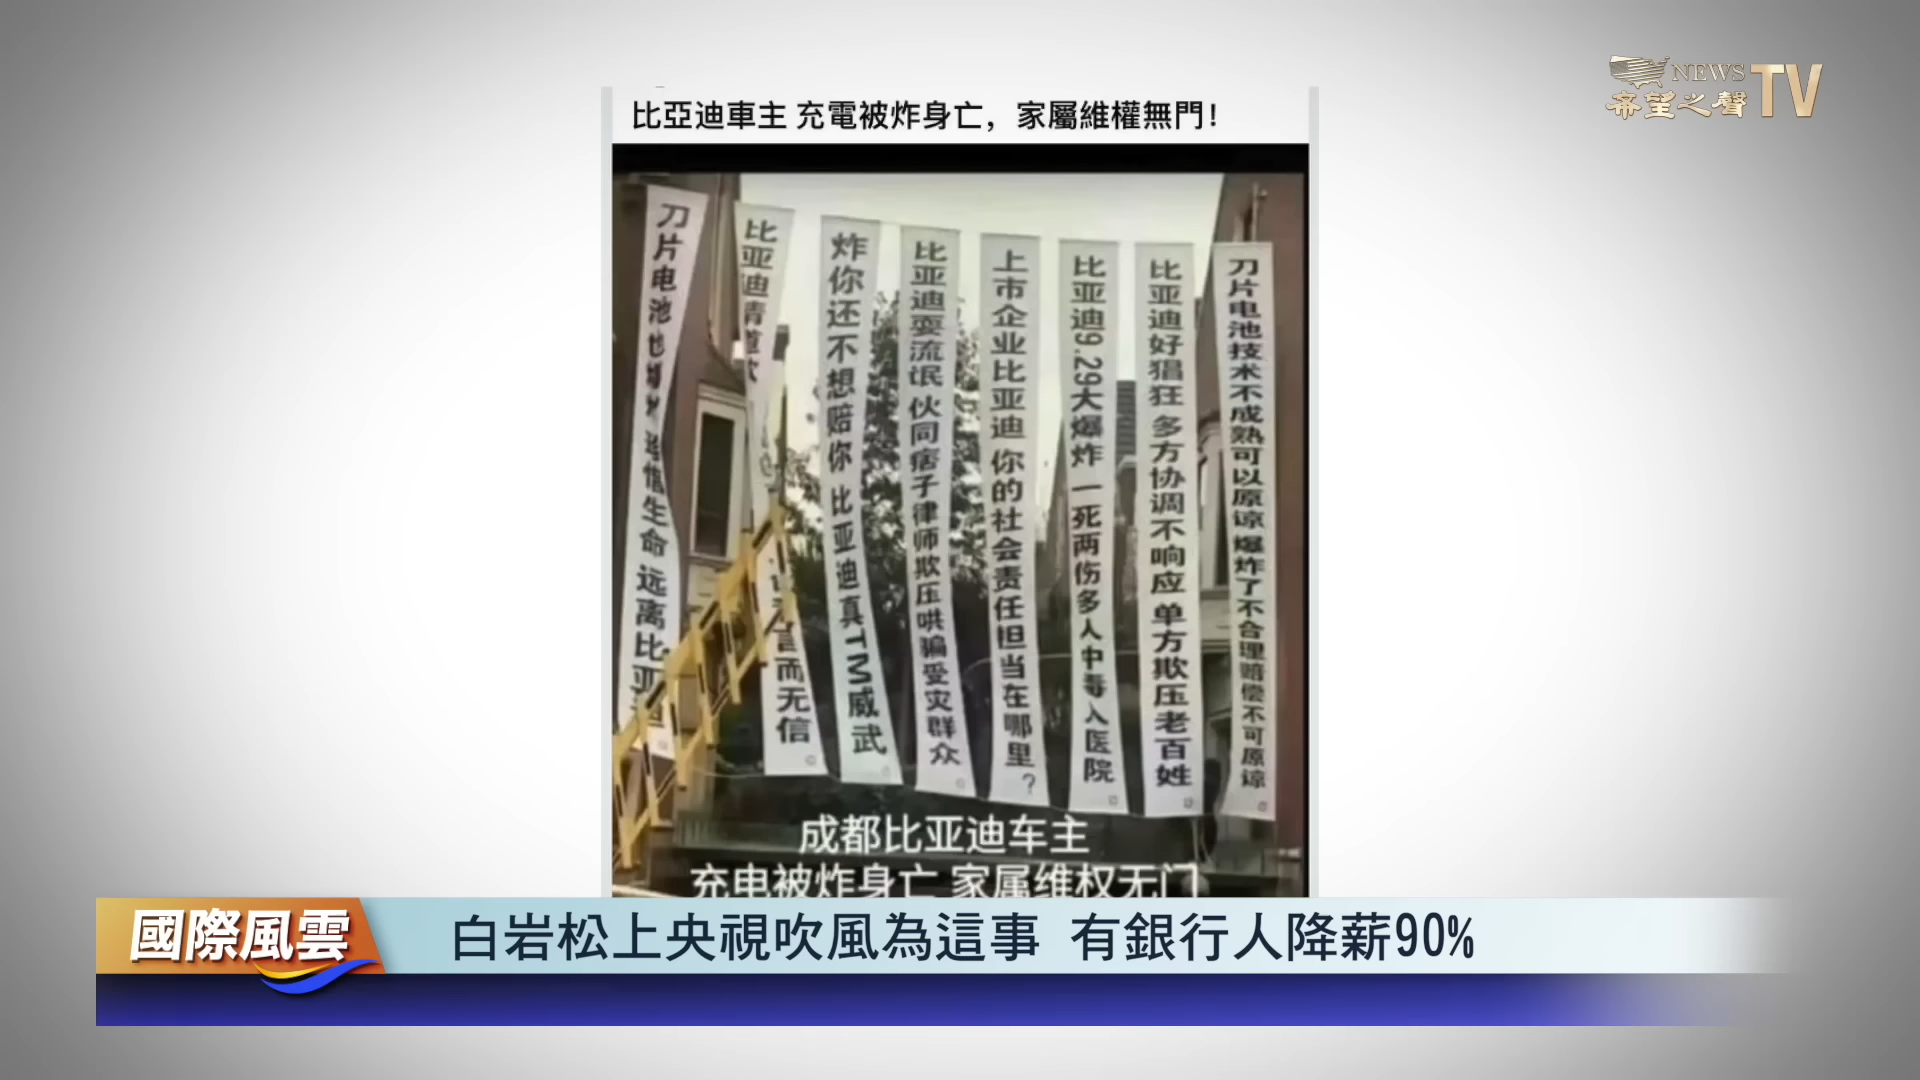 NEWS
希望之聲TV
比亞迪車主 充電被炸身亡，家屬維權無門！
刀片电池 生命 远离比亚迪
比亚迪 言而无信
炸你还不想赔你 比亚迪真TM威武
比亚迪耍流氓 伙同痞子律师欺压哄骗受灾群众
上市企业比亚迪 你的社会责任担当在哪里？
比亚迪9.29大爆炸 一死两伤多人中毒入医院
比亚迪好猖狂 多方协调不响应 单方欺压老百姓
刀片电池技术不成熟可以原谅 爆炸了不合理赔偿不可原谅
成都比亚迪车主
充电被炸身亡 家属维权无门
國際風雲
白岩松上央視吹風為這事 有銀行人降薪90%